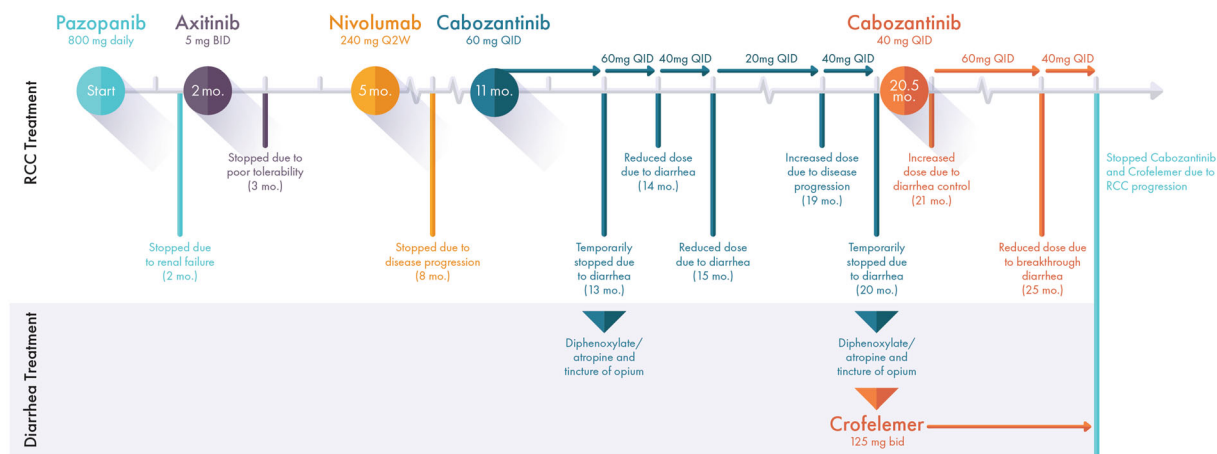 Pazopanib
800 mg daily
Axitinib
5 mg BID
Nivolumab
240 mg Q2W
Cabozantinib
60 mg QID
Cabozantinib
40 mg QID
60mg QID
40mg QID
20mg QID
40mg QID
60mg QID
40mg QID
RCC Treatment
Start
2 mo.
5 mo.
11 mo.
20.5
mo.
Stopped due to
poor tolerability
(3 mo.)
Reduced dose
due to diarrhea
(14 mo.)
Increased dose
due to disease
progression
(19 mo.)
Increased
dose due to
diarrhea control
(21 mo.)
Stopped Cabozantinib
and Crofelemer due to
RCC progression
Stopped due
to renal failure
(2 mo.)
Stopped due to
disease progression
(8 mo.)
Temporarily
stopped due
to diarrhea
(13 mo.)
Reduced dose
due to diarrhea
(15 mo.)
Temporarily
stopped due
to diarrhea
(20 mo.)
Reduced dose due
to breakthrough
diarrhea
(25 mo.)
Diarrhea Treatment
Diphenoxylate/
atropine and
tincture of opium
Diphenoxylate/
atropine and
tincture of opium
Crofelemer
125 mg bid